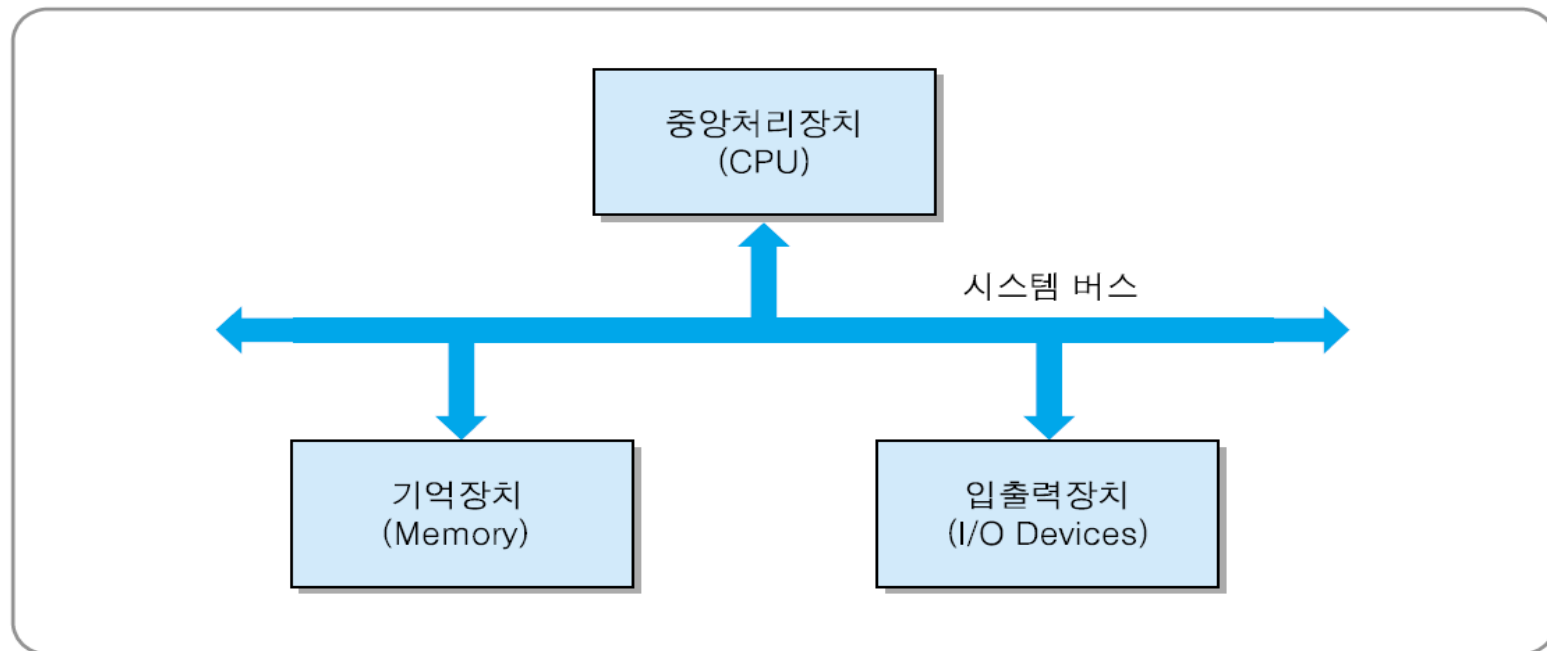 중앙처리장치
(CPU)
시스템 버스
기억장치
(Memory)
입출력장치
(I/O Devices)